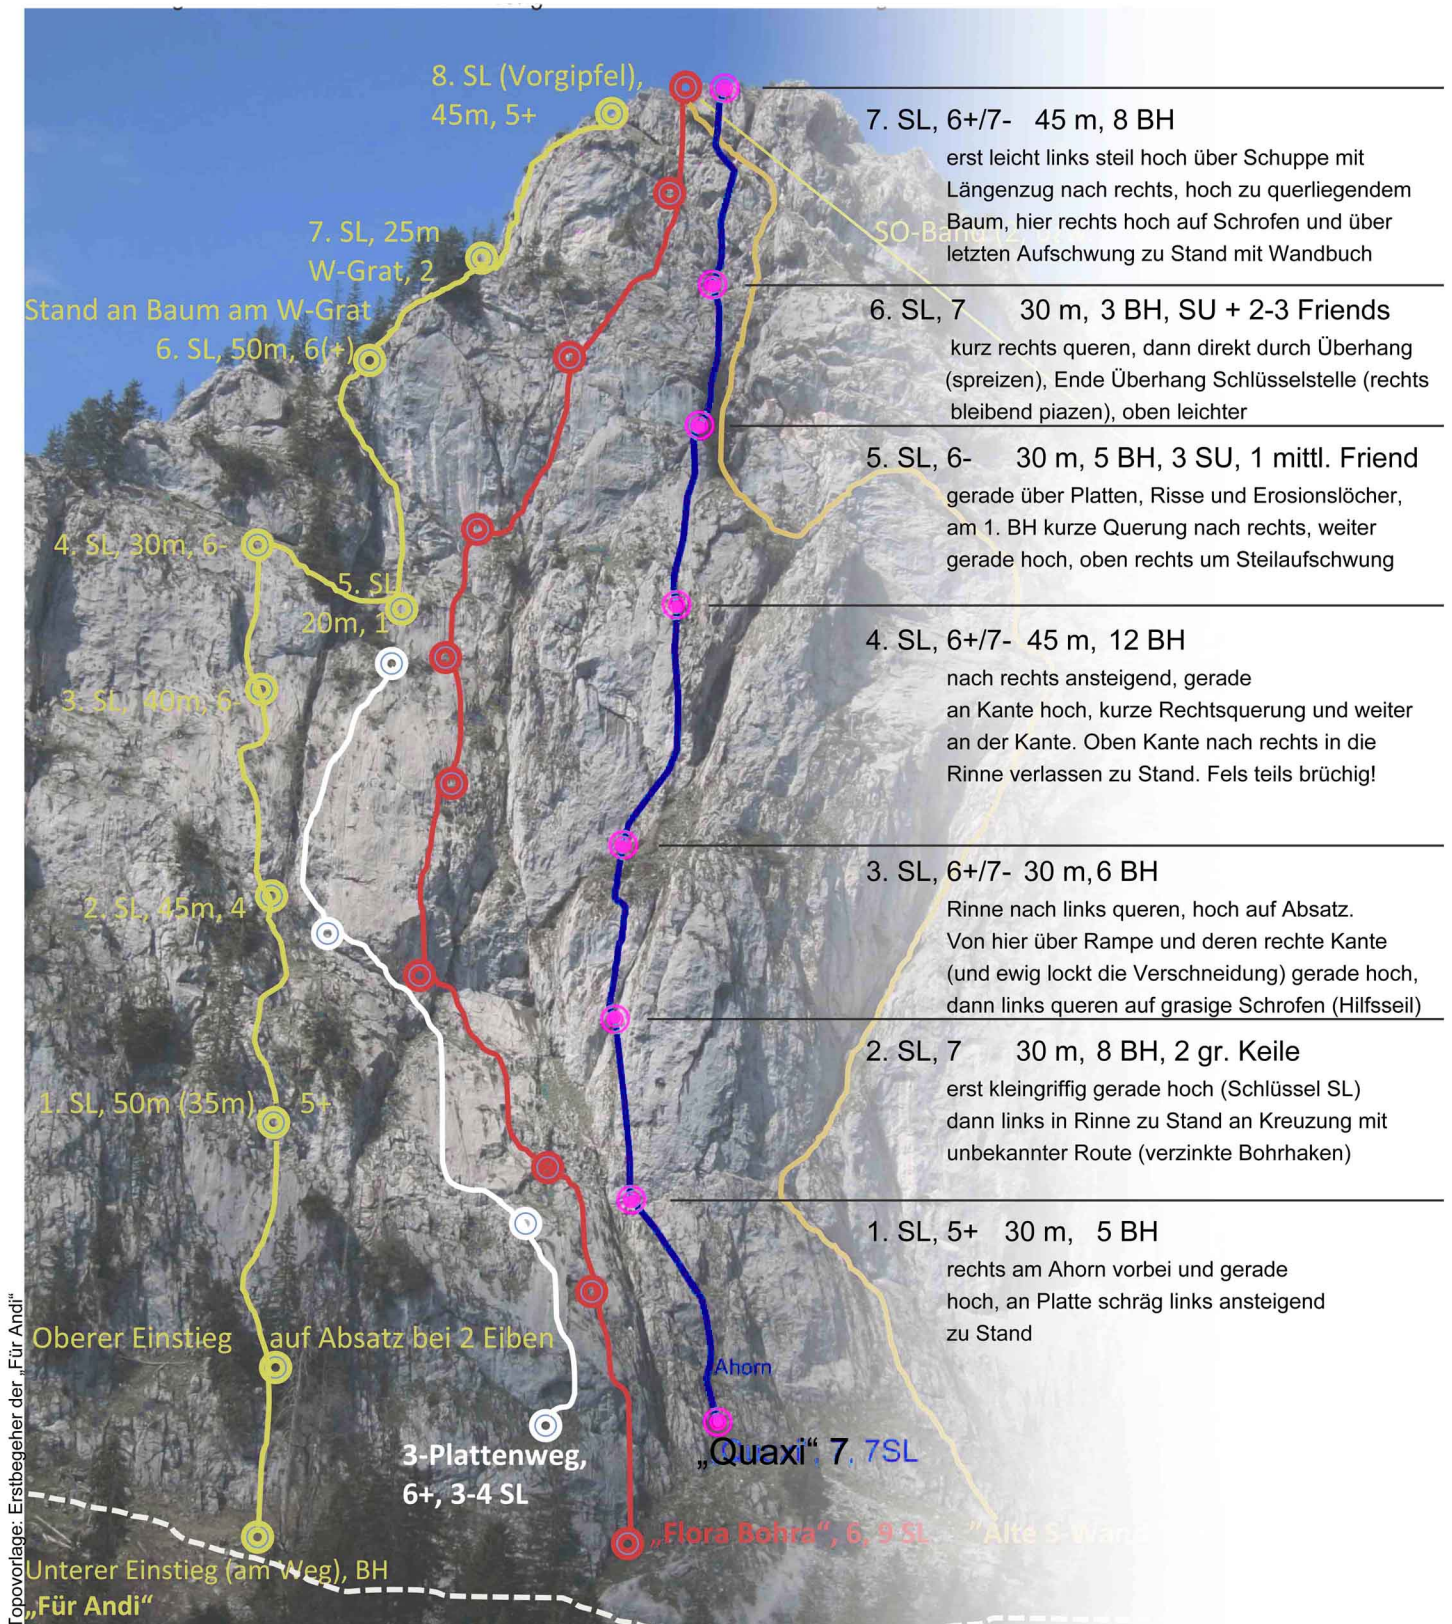 8. SL (Vorgipfel),
45m, 5+
7. SL, 25m
W-Grat, 2
Stand an Baum am W-Grat
6. SL, 50m, 6(+)
4. SL, 30m, 6-
5. SL
20m, 1
3. SL, 40m, 6-
2. SL, 45m, 4
1. SL, 50m (35m), 5+
Oberer Einstieg auf Absatz bei 2 Eiben
Unterer Einstieg (am Weg), BH
„Für Andi“
3-Plattenweg,
6+, 3-4 SL
„Flora Bohra“, 6, 9 SL
"Alte S-Wan
Ahorn
„Quaxi“ 7, 7SL
SO-Band (2
7. SL, 6+/7- 45 m, 8 BH
erst leicht links steil hoch über Schuppe mit
Längenzug nach rechts, hoch zu querliegendem
Baum, hier rechts hoch auf Schrofen und über
letzten Aufschwung zu Stand mit Wandbuch
6. SL, 7 30 m, 3 BH, SU + 2-3 Friends
kurz rechts queren, dann direkt durch Überhang
(spreizen), Ende Überhang Schlüsselstelle (rechts
bleibend piazen), oben leichter
5. SL, 6- 30 m, 5 BH, 3 SU, 1 mittl. Friend
gerade über Platten, Risse und Erosionslöcher,
am 1. BH kurze Querung nach rechts, weiter
gerade hoch, oben rechts um Steilaufschwung
4. SL, 6+/7- 45 m, 12 BH
nach rechts ansteigend, gerade
an Kante hoch, kurze Rechtsquerung und weiter
an der Kante. Oben Kante nach rechts in die
Rinne verlassen zu Stand. Fels teils brüchig!
3. SL, 6+/7- 30 m, 6 BH
Rinne nach links queren, hoch auf Absatz.
Von hier über Rampe und deren rechte Kante
(und ewig lockt die Verschneidung) gerade hoch,
dann links queren auf grasige Schrofen (Hilfsseil)
2. SL, 7 30 m, 8 BH, 2 gr. Keile
erst kleingriffig gerade hoch (Schlüssel SL)
dann links in Rinne zu Stand an Kreuzung mit
unbekannter Route (verzinkte Bohrhaken)
1. SL, 5+ 30 m, 5 BH
rechts am Ahorn vorbei und gerade
hoch, an Platte schräg links ansteigend
zu Stand
Topovorlage: Erstbegeher der „Für Andi“